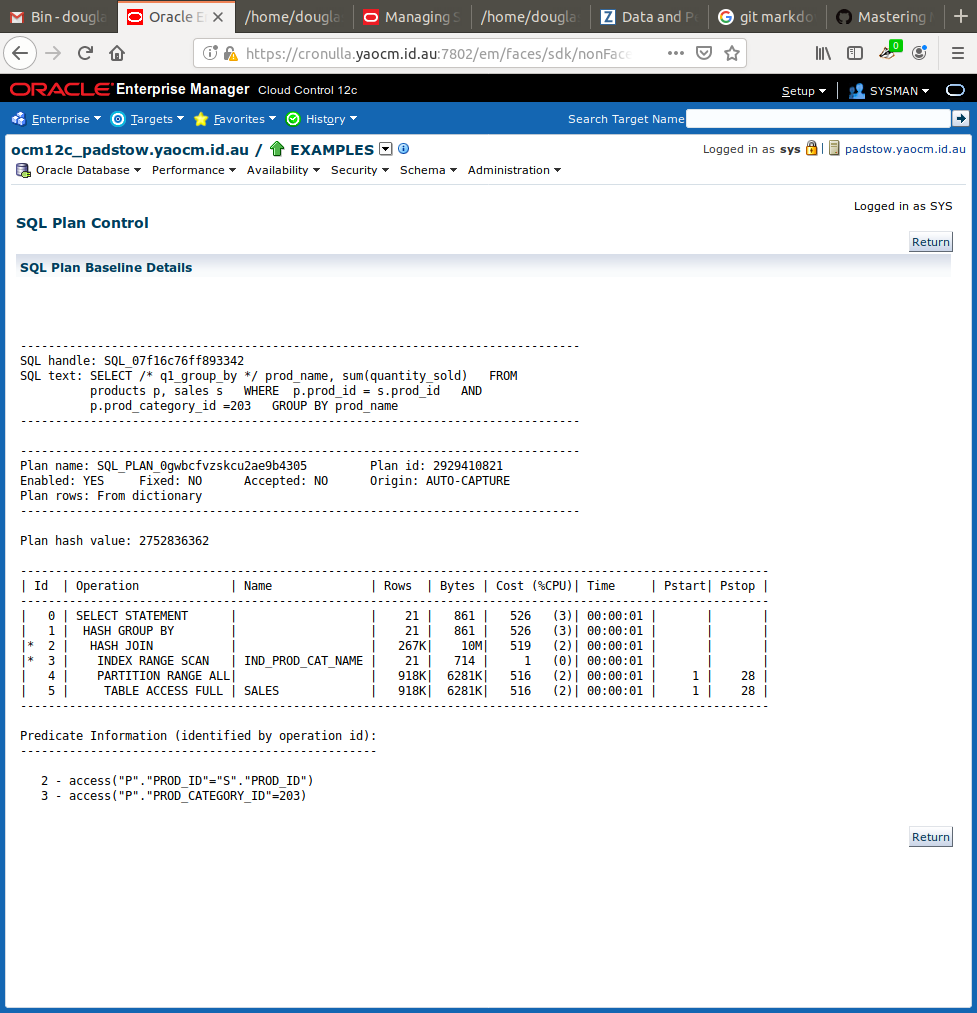 Bin - dougla
Oracle E
/home/dougla
Managing S
/home/dougla
Data and P
git markdo
Mastering
https://cronulla.yaocm.id.au:7802/em/faces/sdk/nonFace
0
ORACLE Enterprise Manager Cloud Control 12c
Setup
SYSMAN
Enterprise Targets Favorites History
Search Target Name
ocm12c_padstow.yaocm.id.au / EXAMPLES
Logged in as sys padstow.yaocm.id.au
Oracle Database Performance Availability Security Schema Administration
Logged in as SYS
SQL Plan Control
Return
SQL Plan Baseline Details
--------------------------------------------------------------------------------
SQL handle: SQL_07f16c76ff893342
SQL text: SELECT /* q1_group_by */ prod_name, sum(quantity_sold)   FROM
          products p, sales s   WHERE  p.prod_id = s.prod_id   AND
          p.prod_category_id =203   GROUP BY prod_name
--------------------------------------------------------------------------------
--------------------------------------------------------------------------------
Plan name: SQL_PLAN_0gwbcfvzskcu2ae9b4305         Plan id: 2929410821
Enabled: YES     Fixed: NO      Accepted: NO      Origin: AUTO-CAPTURE
Plan rows: From dictionary
--------------------------------------------------------------------------------
Plan hash value: 2752836362
-----------------------------------------------------------------------------------------------------------
| Id  | Operation             | Name              | Rows  | Bytes | Cost (%CPU)| Time     | Pstart| Pstop |
-----------------------------------------------------------------------------------------------------------
|   0 | SELECT STATEMENT      |                   |    21 |   861 |   526   (3)| 00:00:01 |       |       |
|   1 |  HASH GROUP BY        |                   |    21 |   861 |   526   (3)| 00:00:01 |       |       |
|*  2 |   HASH JOIN           |                   |   267K|    10M|   519   (2)| 00:00:01 |       |       |
|*  3 |    INDEX RANGE SCAN   | IND_PROD_CAT_NAME |    21 |   714 |     1   (0)| 00:00:01 |       |       |
|   4 |    PARTITION RANGE ALL|                   |   918K|  6281K|   516   (2)| 00:00:01 |     1 |    28 |
|   5 |     TABLE ACCESS FULL | SALES             |   918K|  6281K|   516   (2)| 00:00:01 |     1 |    28 |
-----------------------------------------------------------------------------------------------------------
Predicate Information (identified by operation id):
---------------------------------------------------
   2 - access("P"."PROD_ID"="S"."PROD_ID")
   3 - access("P"."PROD_CATEGORY_ID"=203)
Return